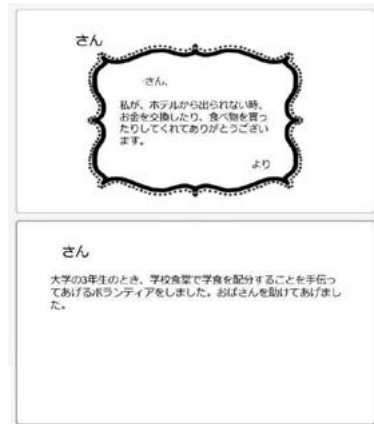 さん
さん、
私が、ホテルから出られない時、
お金を交換したり、食べ物を買っ
たりしてくれてありがとうござい
ます。
より
さん
大学の3年生のとき、学校食堂で学食を配分することを手伝っ
てあげるボランティアをしました。おばさんを助けてあげまし
た。